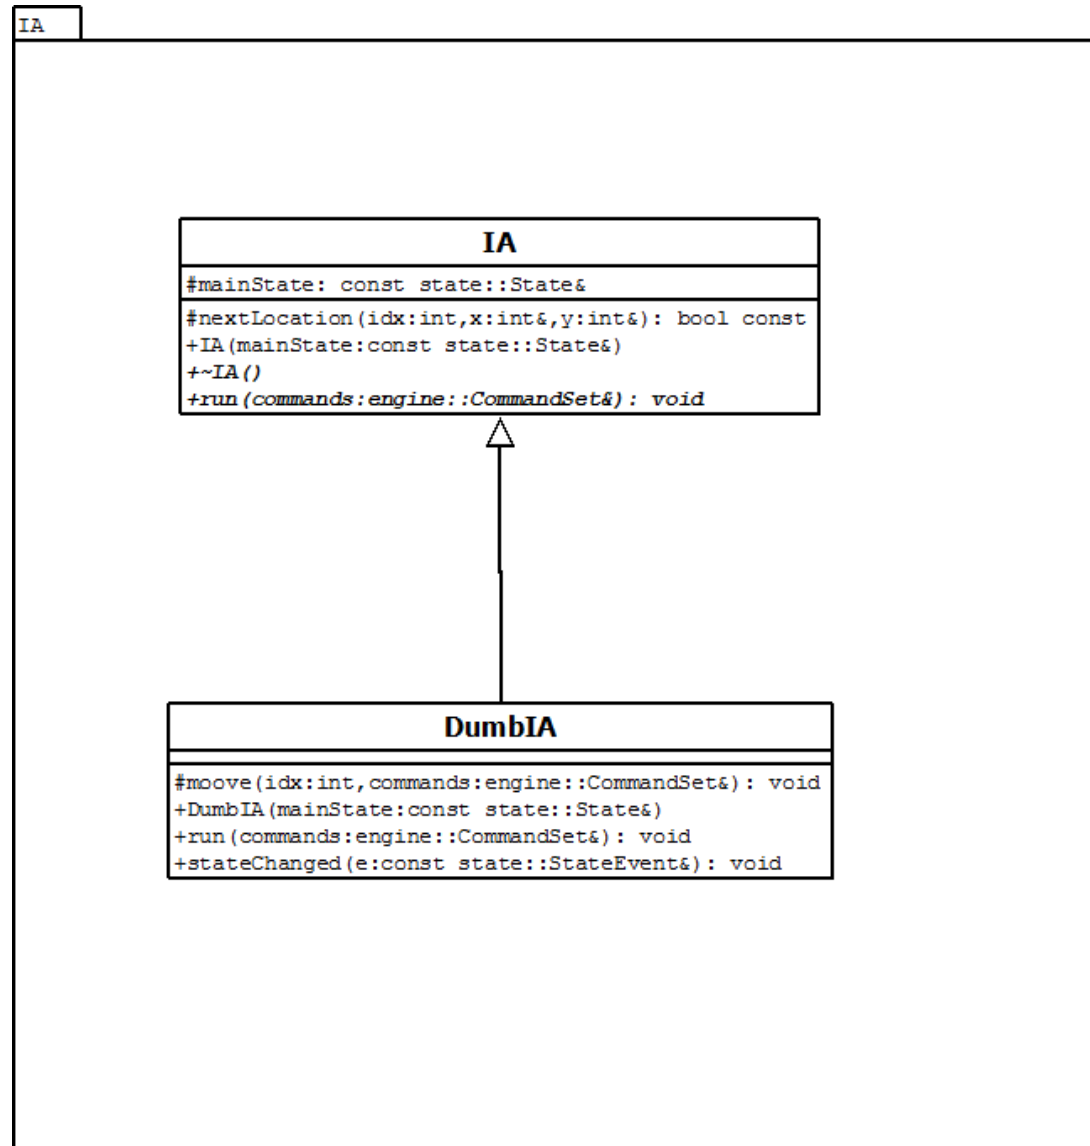 IA
IA
#mainState: const state::State&
#nextLocation(idx:int,x:int&,y:int&): bool const
+IA(mainState:const state::State&)
+~IA()
+run(commands:engine::CommandSet&): void
DumbIA
#moove(idx:int,commands:engine::CommandSet&): void
+DumbIA(mainState:const state::State&)
+run(commands:engine::CommandSet&): void
+stateChanged(e:const state::StateEvent&): void